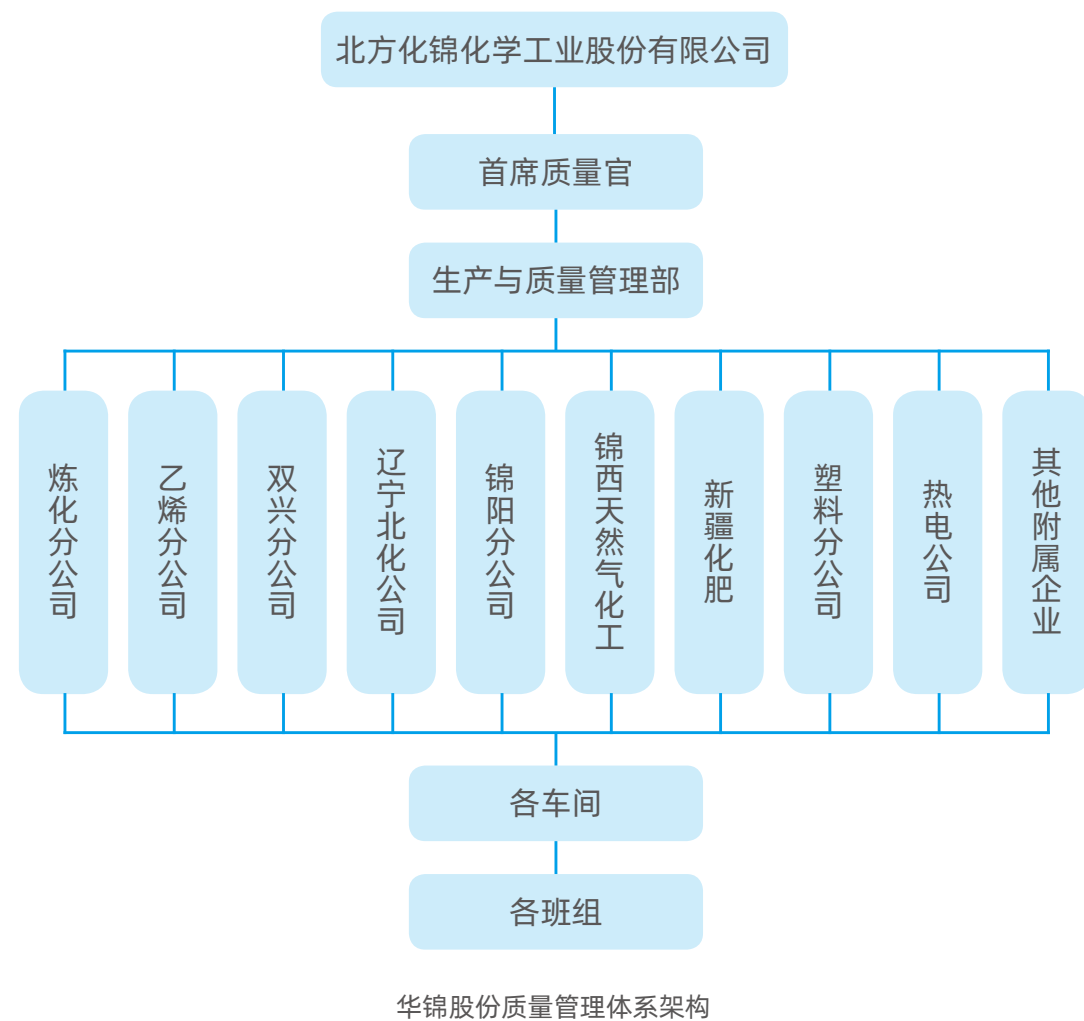 北方化锦化学工业股份有限公司
首席质量官
生产与质量管理部
炼化分公司
乙烯分公司
双兴分公司
辽宁北化公司
锦阳分公司
锦西天然气化工
新疆化肥
塑料分公司
热电公司
其他附属企业
各车间
各班组
华锦股份质量管理体系架构